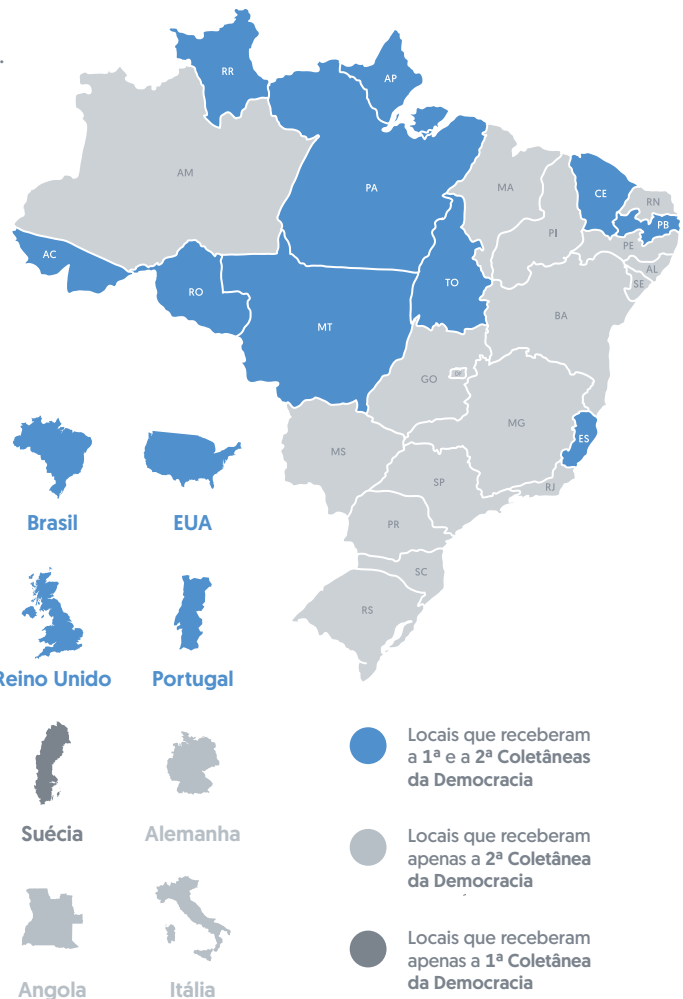 RR
AP
AM
PA
MA
CE
RN
PI
PB
PE
AC
TO
AL
RO
SE
MT
BA
GO
DF
MG
MS
ES
SP
RJ
PR
SC
RS
Brasil
EUA
Reino Unido
Portugal
Suécia
Alemanha
Angola
Itália
Locais que receberam
a 1ª e a 2ª Coletâneas
da Democracia
Locais que receberam
apenas a 2ª Coletânea
da Democracia
Locais que receberam
apenas a 1ª Coletânea
da Democracia